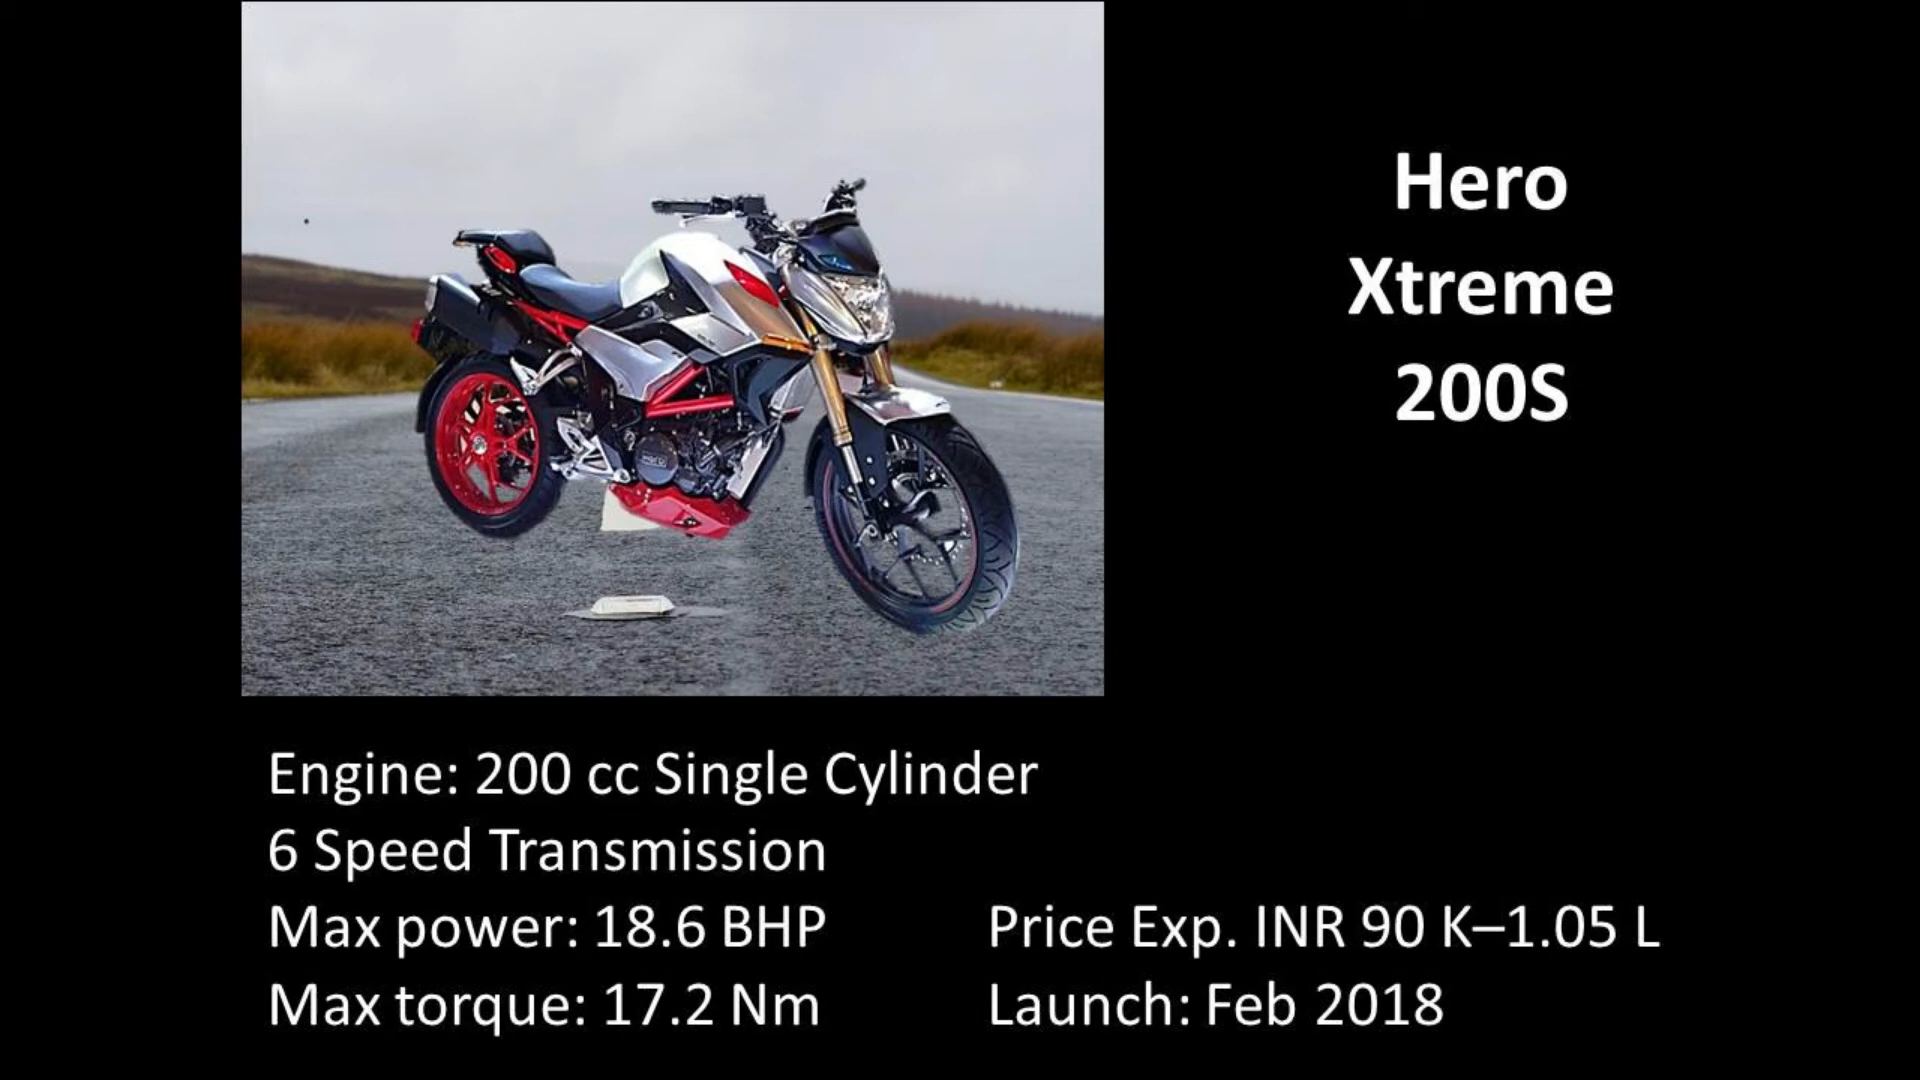 Hero
Xtreme
200S
Engine: 200 cc Single Cylinder
6 Speed Transmission
Max power: 18.6 BHP
Price Exp. INR 90 K–1.05 L
Max torque: 17.2 Nm
Launch: Feb 2018